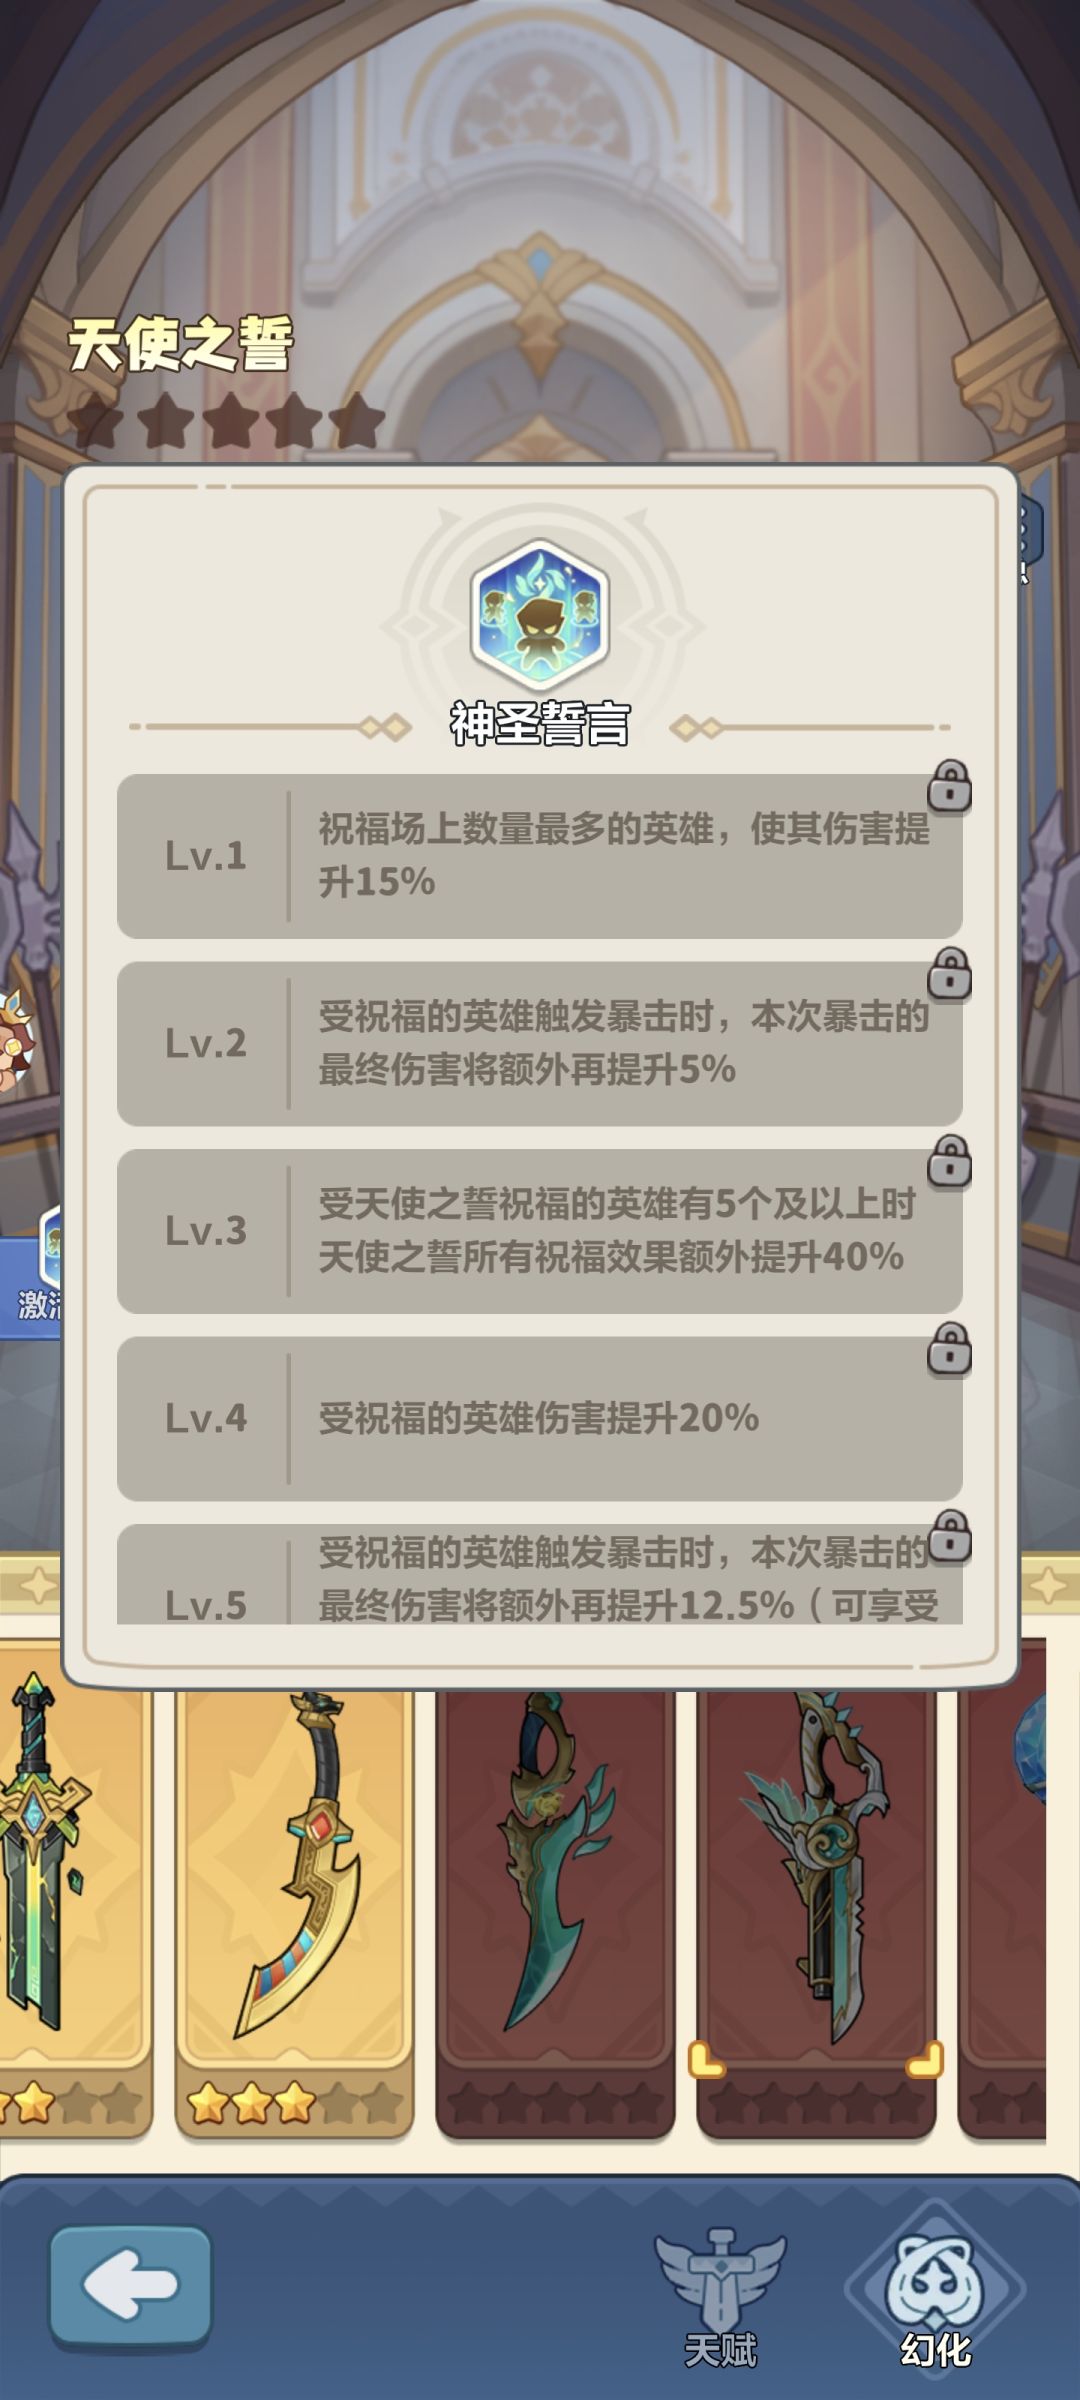 天使之誓
神圣誓言
Lv.1
祝福场上数量最多的英雄，使其伤害提
升15%
Lv.2
受祝福的英雄触发暴击时，本次暴击的
最终伤害将额外再提升5%
Lv.3
受天使之誓祝福的英雄有5个及以上时
天使之誓所有祝福效果额外提升40%
Lv.4
受祝福的英雄伤害提升20%
Lv.5
受祝福的英雄触发暴击时，本次暴击的
最终伤害将额外再提升12.5%（可享受
激
天赋
幻化